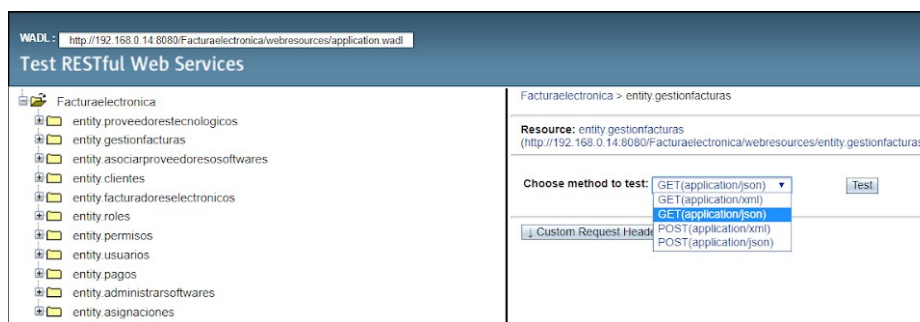 WADL : http://192.168.0.14:8080/Facturaelectronica/webresources/application.wadl
Test RESTful Web Services
Facturaelectronica
entity.proveedorestecnologicos
entity.gestionfacturas
entity.asociarproveedoresosoftwares
entity.clientes
entity.facturadoreselectronicos
entity.roles
entity.permisos
entity.usuarios
entity.pagos
entity.administrarsoftwares
entity.asignaciones
Facturaelectronica > entity.gestionfacturas
Resource: entity.gestionfacturas
(http://192.168.0.14:8080/Facturaelectronica/webresources/entity.gestionfacturas
Choose method to test: GET(application/json) Test
GET(application/xml)
GET(application/json)
POST(application/xml)
POST(application/json)
↓ Custom Request Heade